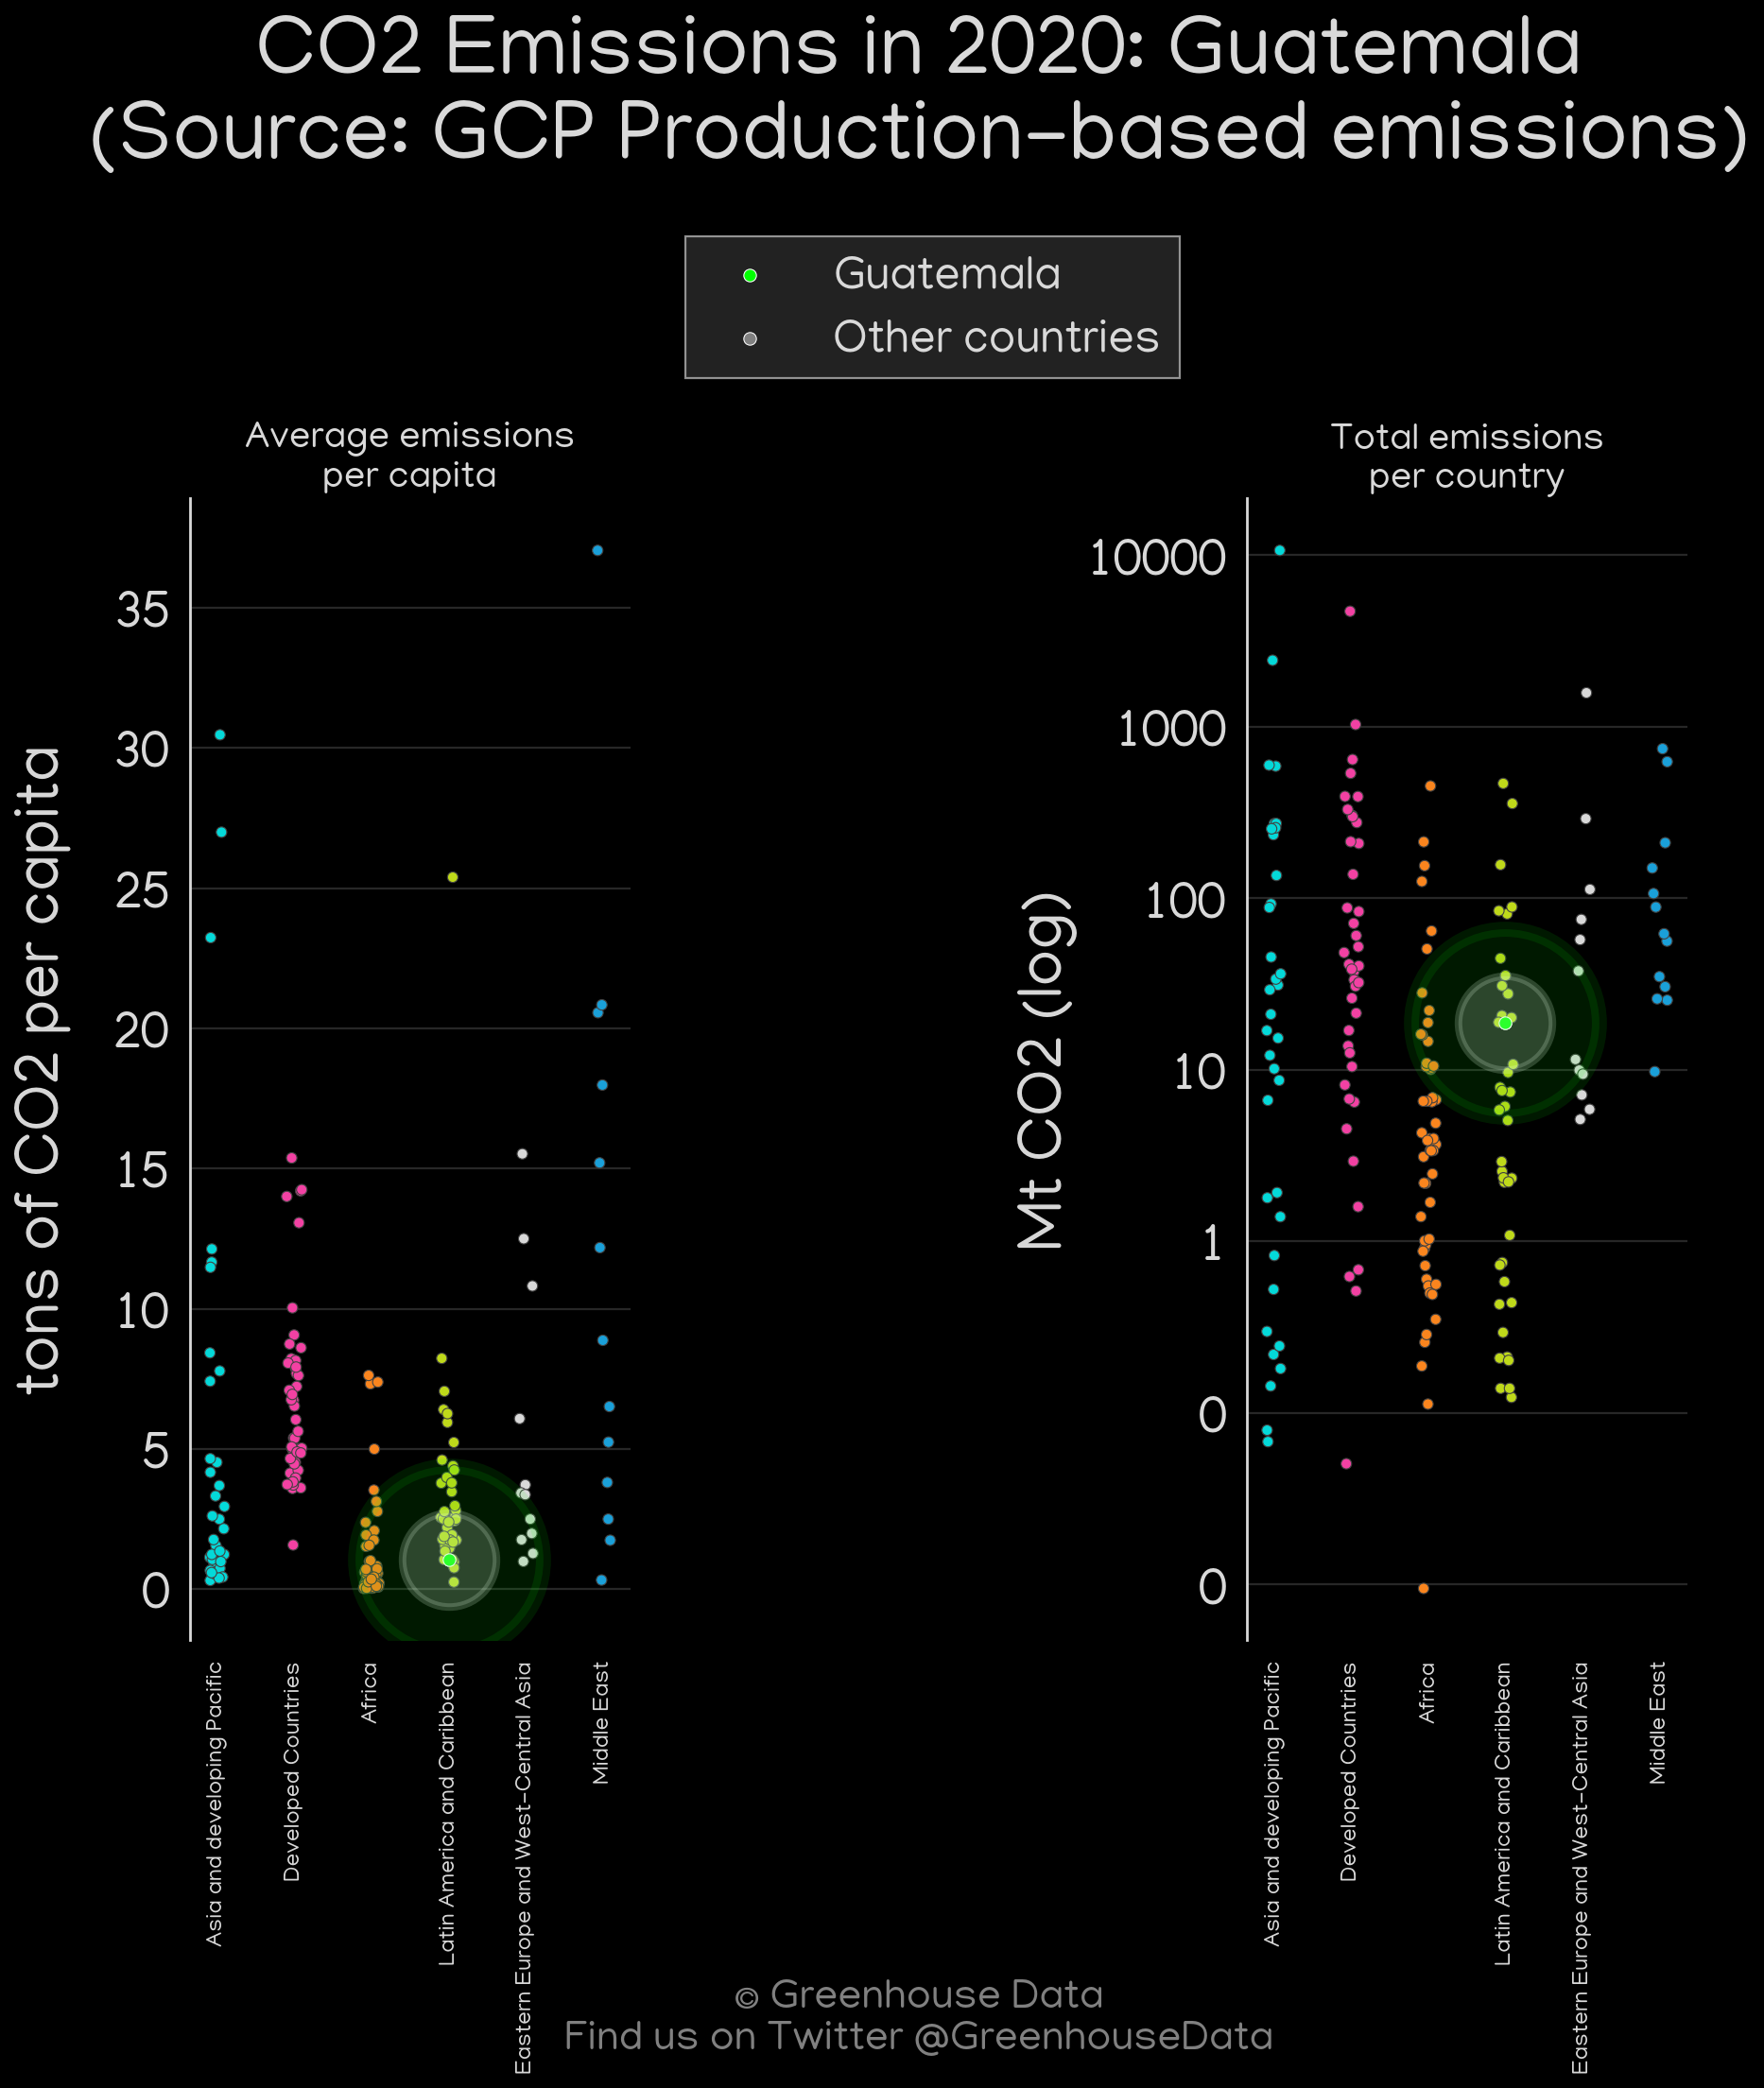 CO2 Emissions in 2020: Guatemala
(Source: GCP Production-based emissions)
Guatemala
Other countries
Average emissions
per capita
tons of CO2 per capita
35
30
25
20
15
10
5
0
Asia and developing Pacific
Developed Countries
Africa
Latin America and Caribbean
Eastern Europe and West-Central Asia
Middle East
Total emissions
per country
Mt CO2 (log)
10000
1000
100
10
1
0
0
Asia and developing Pacific
Developed Countries
Africa
Latin America and Caribbean
Eastern Europe and West-Central Asia
Middle East
© Greenhouse Data
Find us on Twitter @GreenhouseData